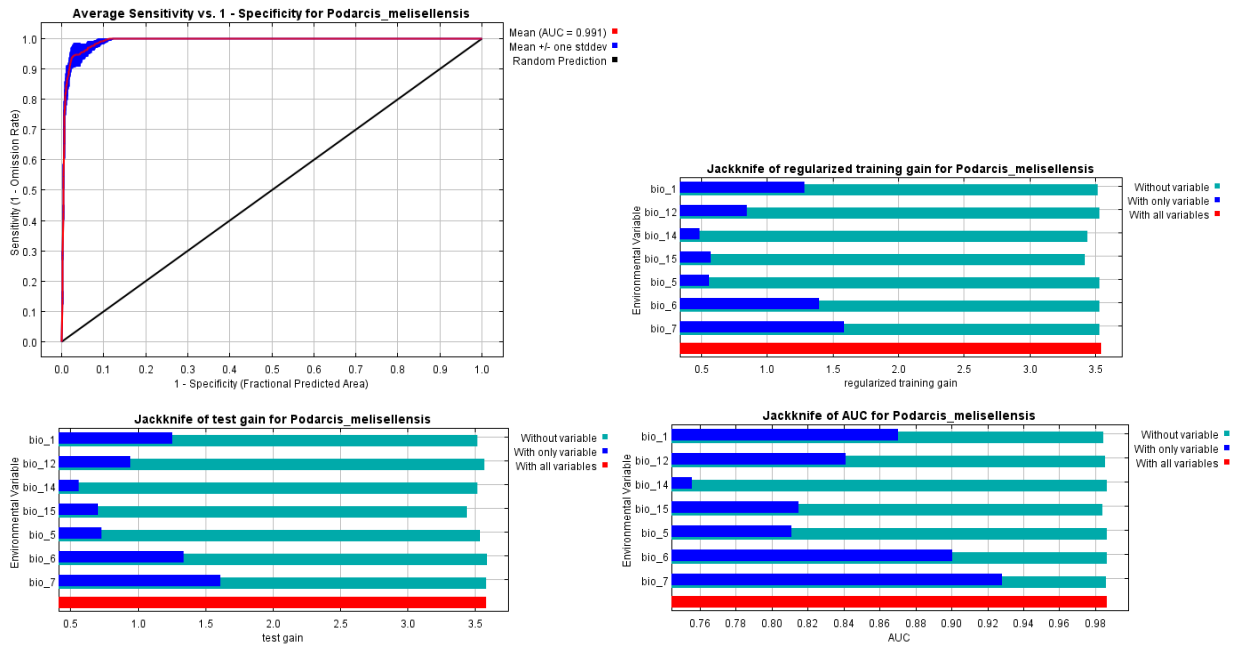 Average Sensitivity vs. 1 - Specificity for Podarcis_melisellensis
Mean (AUC = 0.991)
Mean +/- one stddev
Random Prediction
Sensitivity (1 - Omission Rate)
1.0
0.9
0.8
0.7
0.6
0.5
0.4
0.3
0.2
0.1
0.0
0.0 0.1 0.2 0.3 0.4 0.5 0.6 0.7 0.8 0.9 1.0
1 - Specificity (Fractional Predicted Area)
Jackknife of regularized training gain for Podarcis_melisellensis
Environmental Variable
bio_1
bio_12
bio_14
bio_15
bio_5
bio_6
bio_7
Without variable
With only variable
With all variables
0.5 1.0 1.5 2.0 2.5 3.0 3.5
regularized training gain
Jackknife of test gain for Podarcis_melisellensis
Environmental Variable
bio_1
bio_12
bio_14
bio_15
bio_5
bio_6
bio_7
Without variable
With only variable
With all variables
0.5 1.0 1.5 2.0 2.5 3.0 3.5
test gain
Jackknife of AUC for Podarcis_melisellensis
Environmental Variable
bio_1
bio_12
bio_14
bio_15
bio_5
bio_6
bio_7
Without variable
With only variable
With all variables
0.76 0.78 0.80 0.82 0.84 0.86 0.88 0.90 0.92 0.94 0.96 0.98
AUC